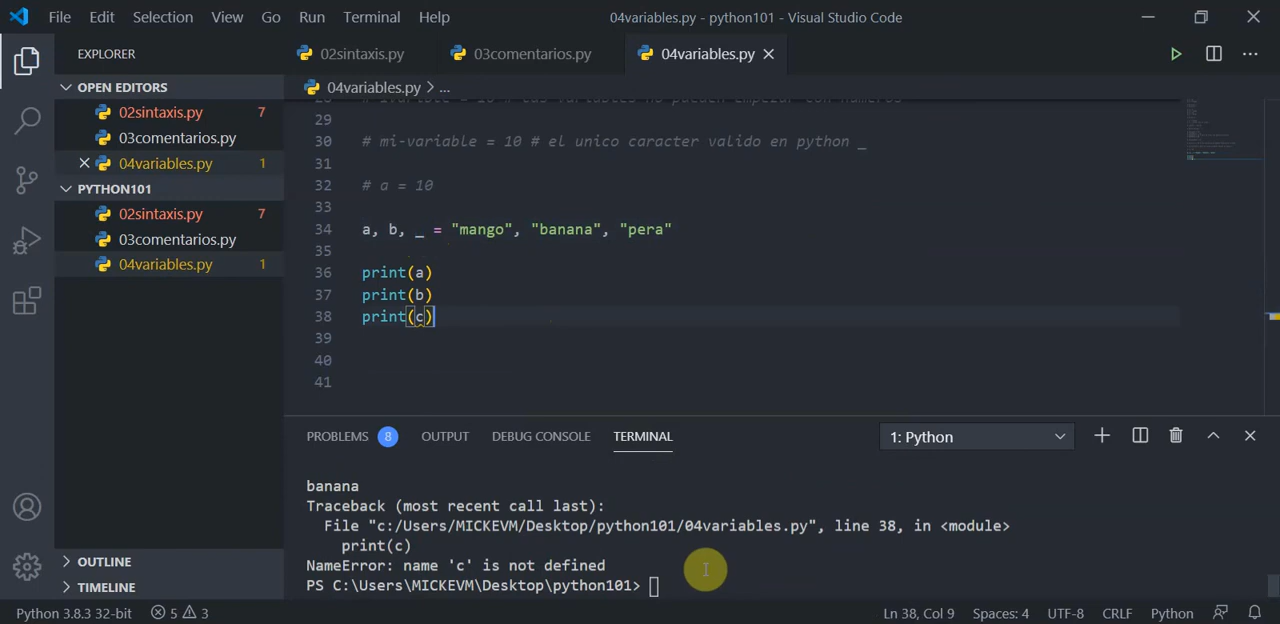 File Edit Selection View Go Run Terminal Help 04variables.py - python101 - Visual Studio Code
EXPLORER
02sintaxis.py 03comentarios.py 04variables.py
OPEN EDITORS
04variables.py > ...
02sintaxis.py 7
03comentarios.py
04variables.py 1
PYTHON101
02sintaxis.py 7
03comentarios.py
04variables.py 1
29
30 # mi-variable = 10 # el unico caracter valido en python _
31
32 # a = 10
33
34 a, b, _ = "mango", "banana", "pera"
35
36 print(a)
37 print(b)
38 print(c)
39
40
41
PROBLEMS 8 OUTPUT DEBUG CONSOLE TERMINAL 1: Python
banana
Traceback (most recent call last):
File "c:/Users/MICKEVM/Desktop/python101/04variables.py", line 38, in <module>
print(c)
NameError: name 'c' is not defined
PS C:\Users\MICKEVM\Desktop\python101>
OUTLINE
TIMELINE
Python 3.8.3 32-bit 5 3 Ln 38, Col 9 Spaces: 4 UTF-8 CRLF Python